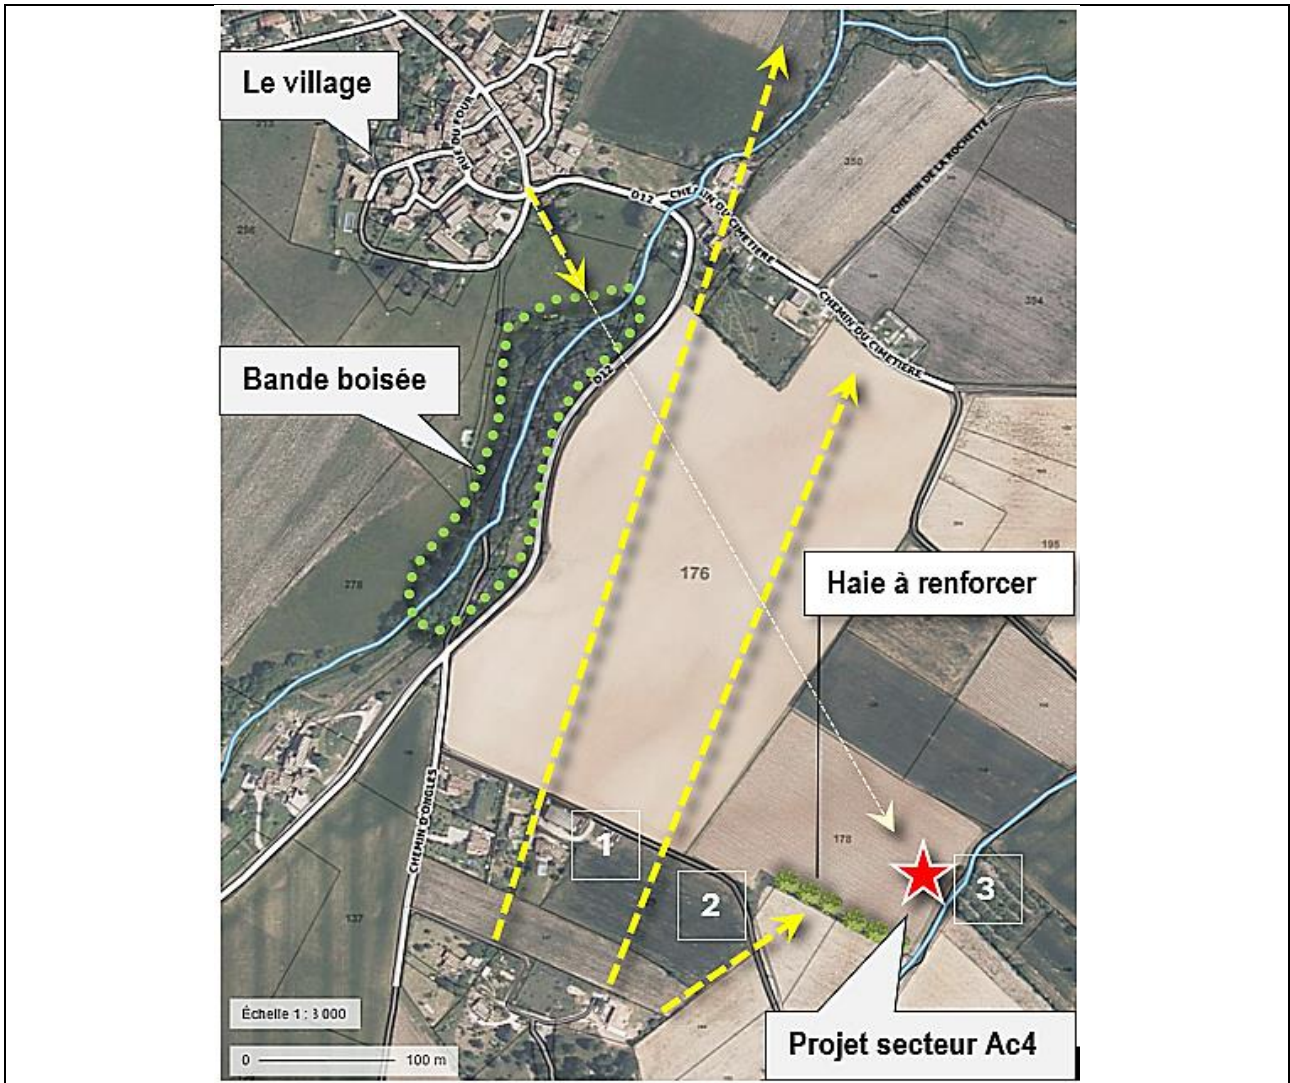 Le village
RUE DU FOUR
D12
CHEMIN DU CIMETIERE
350
CHEMIN DE LA ROCHETTE
394
CHEMIN DU CIMETIERE
Bande boisée
D12
176
195
278
Haie à renforcer
CHEMIN D'ONGLES
1
178
2
3
137
Échelle 1 : 3 000
0
100 m
Projet secteur Ac4